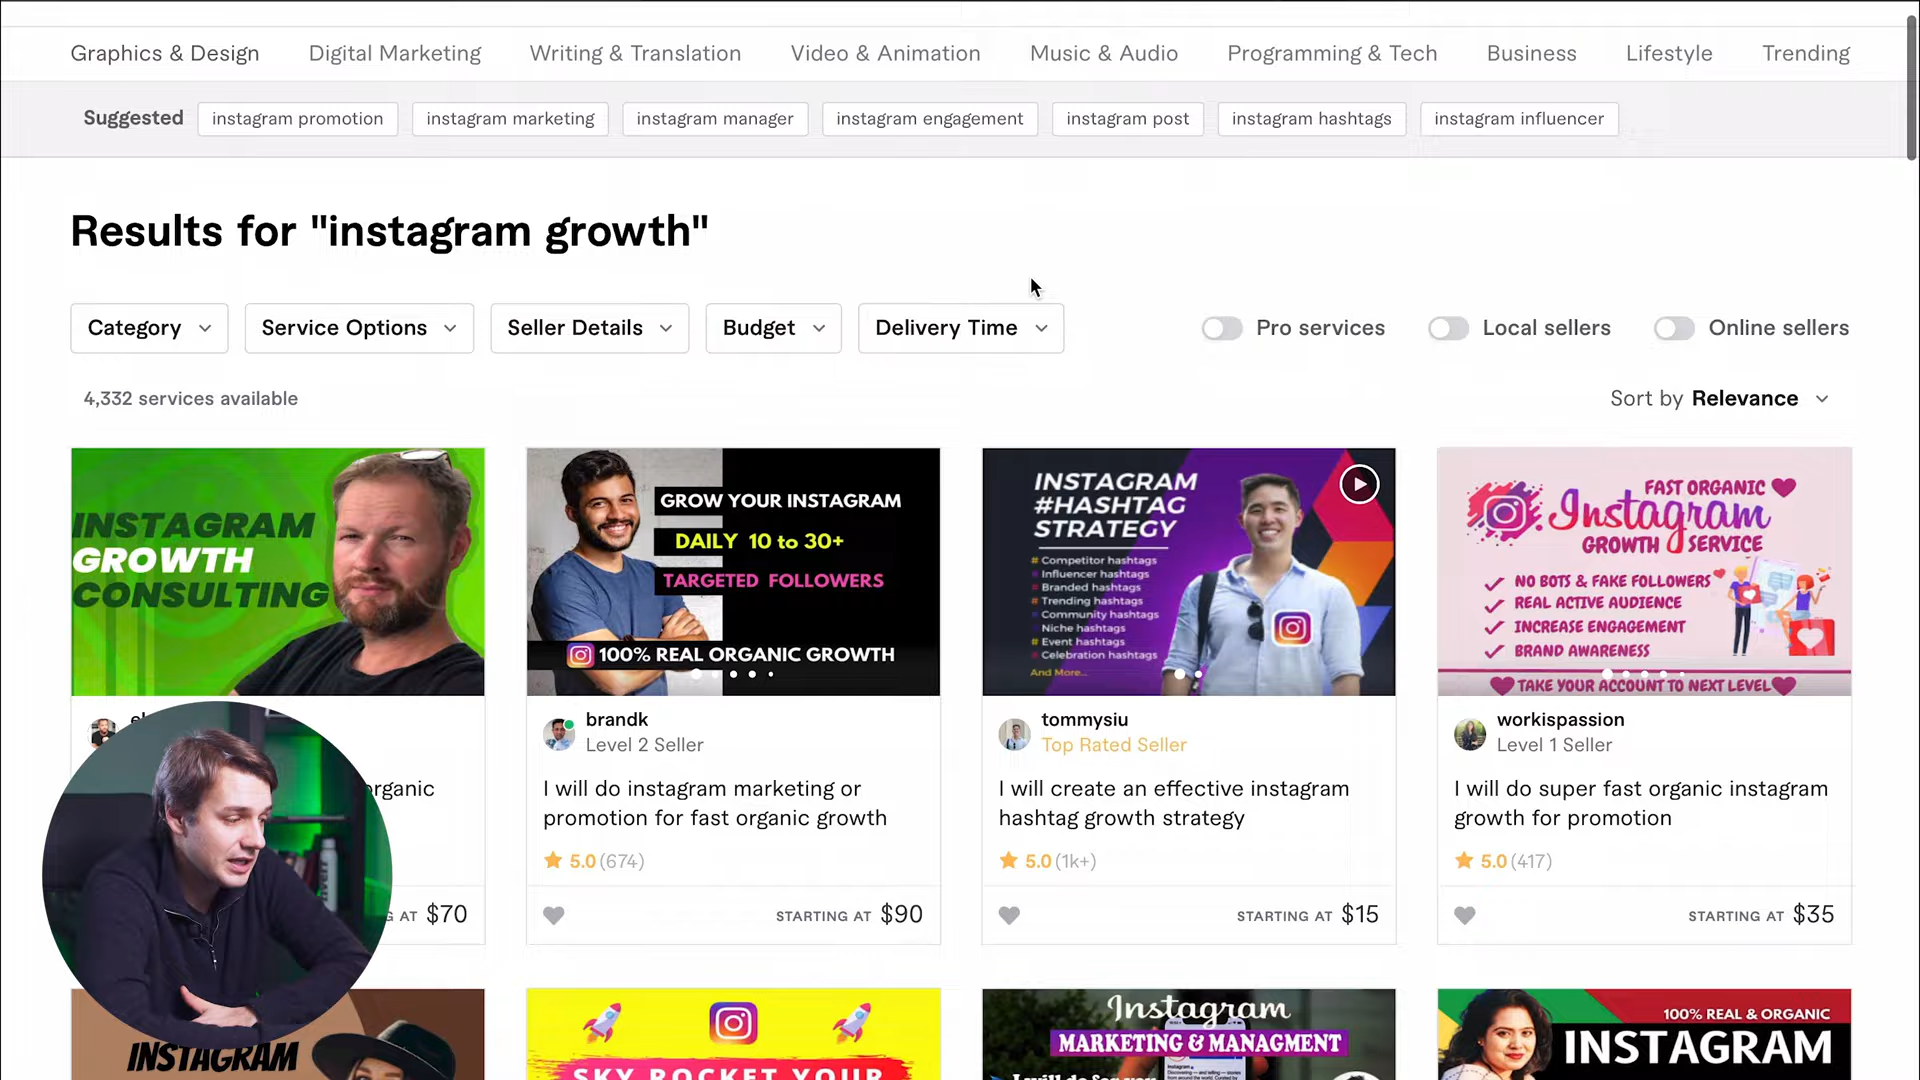 Graphics & Design Digital Marketing Writing & Translation Video & Animation Music & Audio Programming & Tech Business Lifestyle Trending
Suggested instagram promotion instagram marketing instagram manager instagram engagement instagram post instagram hashtags instagram influencer
Results for "instagram growth"
Category Service Options Seller Details Budget Delivery Time Pro services Local sellers Online sellers
4,332 services available Sort by Relevance
INSTAGRAM
GROWTH
CONSULTING
organic
AT $70
GROW YOUR INSTAGRAM
DAILY 10 to 30+
TARGETED FOLLOWERS
100% REAL ORGANIC GROWTH
brandk
Level 2 Seller
I will do instagram marketing or
promotion for fast organic growth
5.0 (674)
STARTING AT $90
INSTAGRAM
#HASHTAG
STRATEGY
# Competitor hashtags
# Influencer hashtags
# Branded hashtags
# Trending hashtags
# Community hashtags
Niche hashtags
# Event hashtags
# Celebration hashtags
And More...
tommysiu
Top Rated Seller
I will create an effective instagram
hashtag growth strategy
5.0 (1k+)
STARTING AT $15
FAST ORGANIC
Instagram
GROWTH SERVICE
NO BOTS & FAKE FOLLOWERS
REAL ACTIVE AUDIENCE
INCREASE ENGAGEMENT
BRAND AWARENESS
TAKE YOUR ACCOUNT TO NEXT LEVEL
workispassion
Level 1 Seller
I will do super fast organic instagram
growth for promotion
5.0 (417)
STARTING AT $35
INSTAGRAM
SKY ROCKET YOUR
Instagram
MARKETING & MANAGMENT
100% REAL & ORGANIC
INSTAGRAM